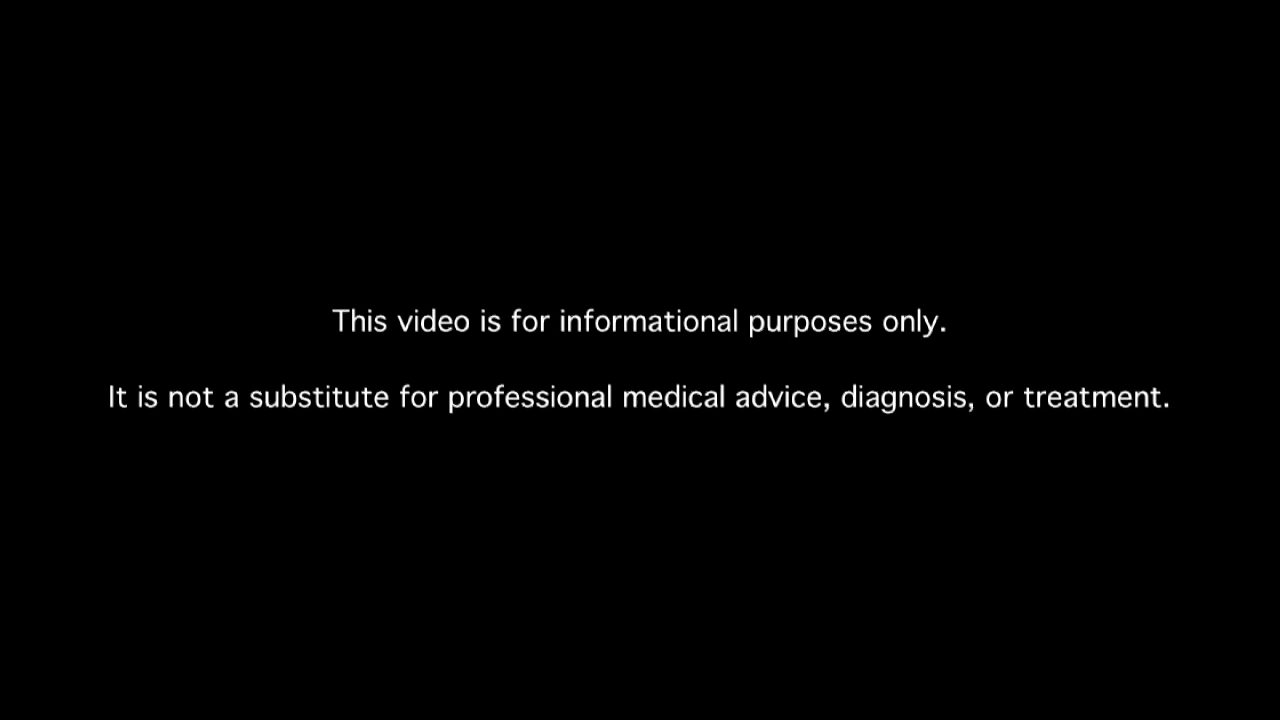 This video is for informational purposes only.
It is not a substitute for professional medical advice, diagnosis, or treatment.